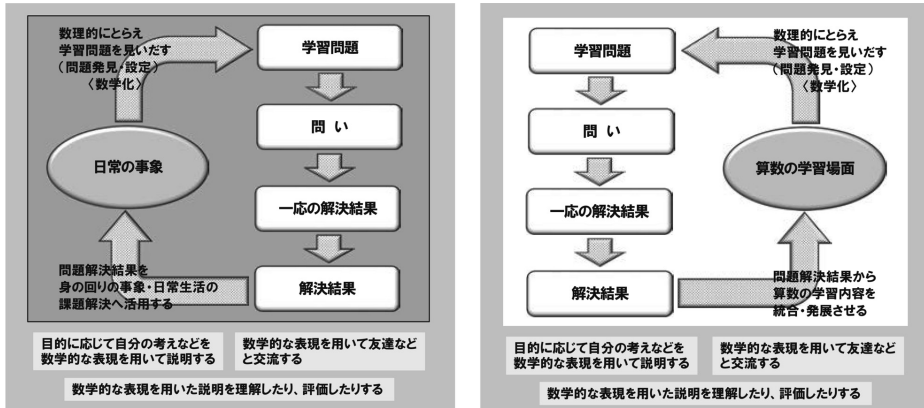 数理的にとらえ
学習問題を見いだす
（問題発見・設定）
〈数学化〉
学習問題
問 い
日常の事象
一応の解決結果
問題解決結果を
身の回りの事象・日常生活の
課題解決へ活用する
解決結果
目的に応じて自分の考えなどを
数学的な表現を用いて説明する
数学的な表現を用いて友達など
と交流する
数学的な表現を用いた説明を理解したり、評価したりする
学習問題
数理的にとらえ
学習問題を見いだす
（問題発見・設定）
〈数学化〉
問 い
算数の学習場面
一応の解決結果
解決結果
問題解決結果から
算数の学習内容を
統合・発展させる
目的に応じて自分の考えなどを
数学的な表現を用いて説明する
数学的な表現を用いて友達など
と交流する
数学的な表現を用いた説明を理解したり、評価したりする